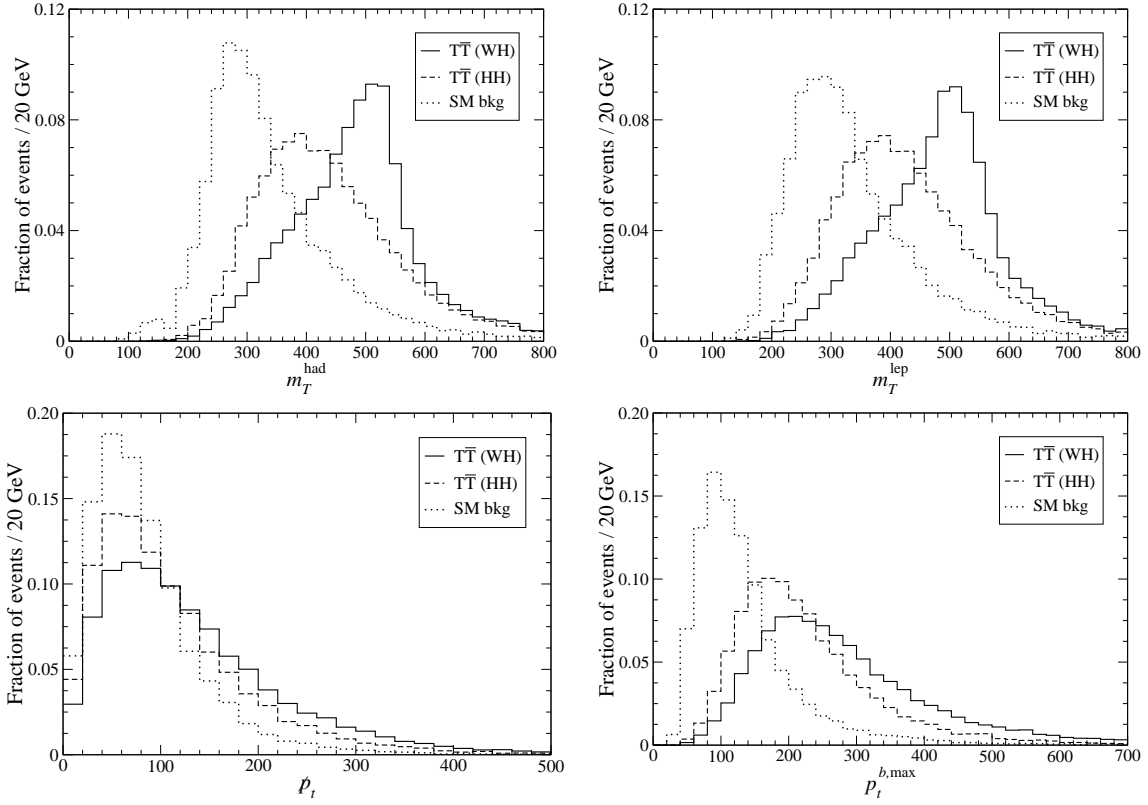 Fraction of events / 20 GeV
0.12
0.08
0.04
0
0 100 200 300 400 500 600 700 800
m_T^had
TT̅ (WH)
TT̅ (HH)
SM bkg
Fraction of events / 20 GeV
0.12
0.08
0.04
0
0 100 200 300 400 500 600 700 800
m_T^lep
TT̅ (WH)
TT̅ (HH)
SM bkg
Fraction of events / 20 GeV
0.20
0.15
0.10
0.05
0.00
0 100 200 300 400 500
p̸_t
TT̅ (WH)
TT̅ (HH)
SM bkg
Fraction of events / 20 GeV
0.20
0.15
0.10
0.05
0.00
0 100 200 300 400 500 600 700
p_t^b,max
TT̅ (WH)
TT̅ (HH)
SM bkg